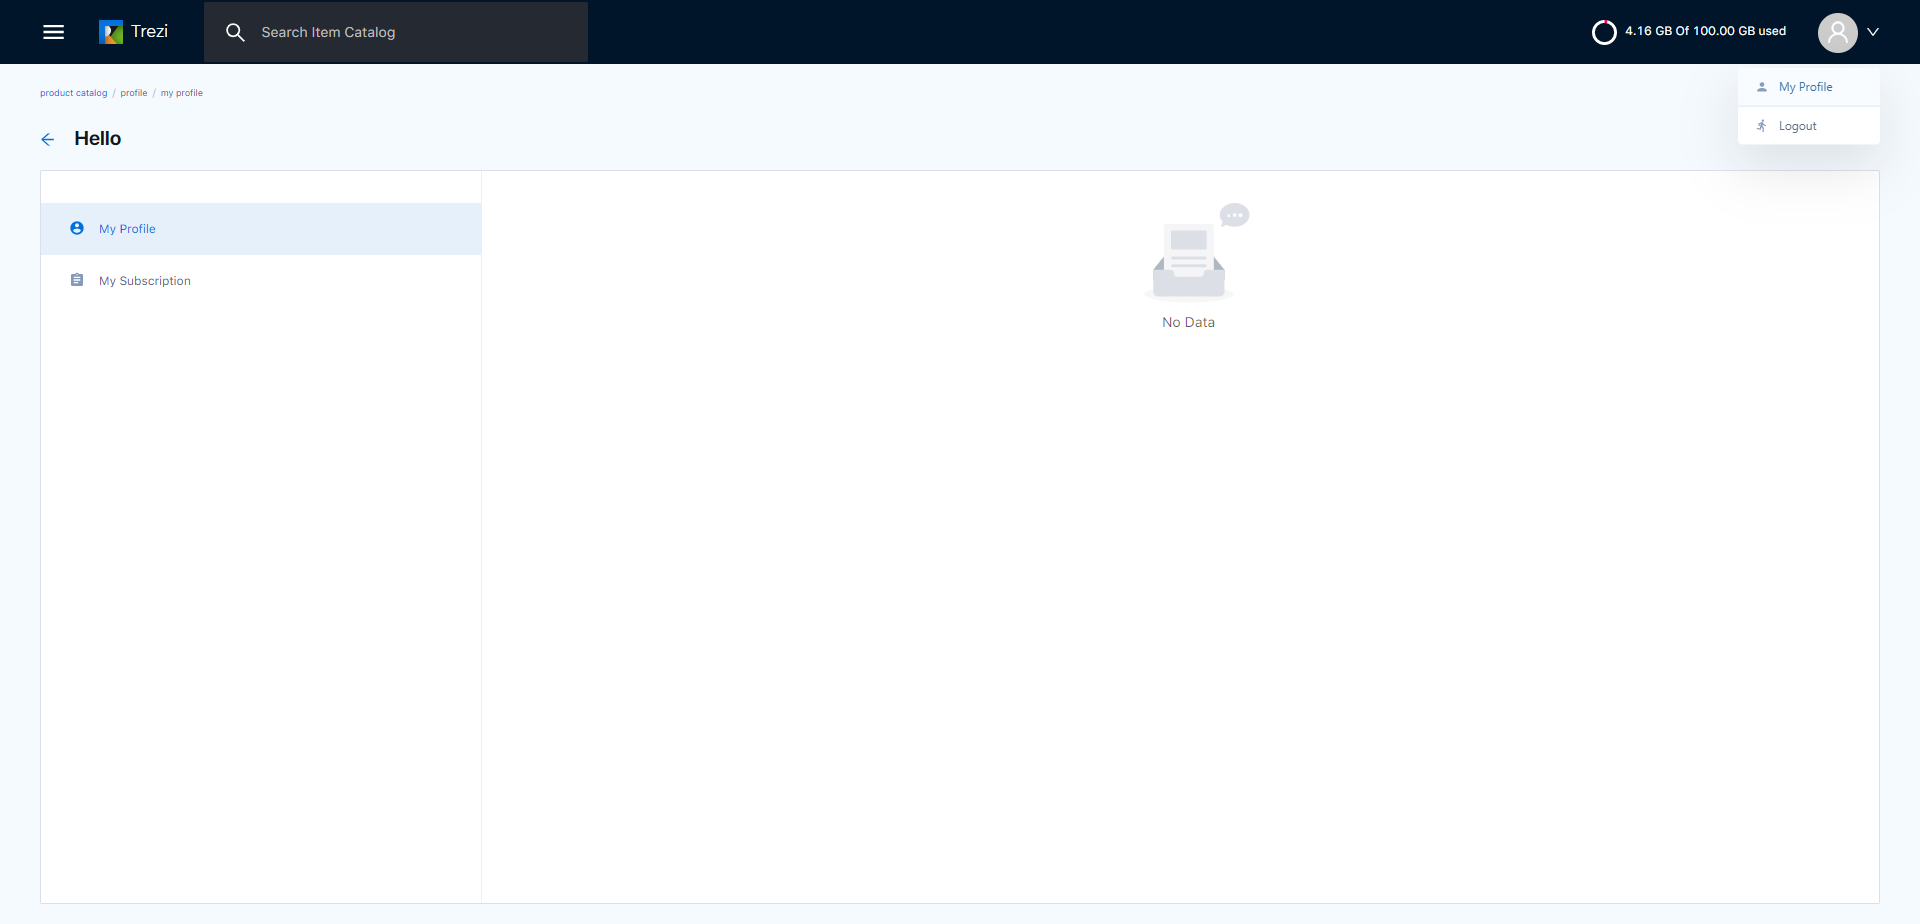 Trezi
Search Item Catalog
4.16 GB Of 100.00 GB used
My Profile
Logout
product catalog / profile / my profile
Hello
My Profile
My Subscription
No Data